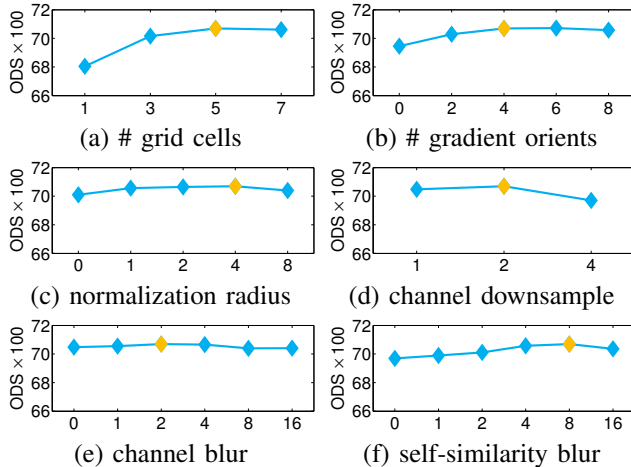 72
70
68
66
ODS × 100
1 3 5 7
(a) # grid cells
72
70
68
66
ODS × 100
0 2 4 6 8
(b) # gradient orients
72
70
68
66
ODS × 100
0 1 2 4 8
(c) normalization radius
72
70
68
66
ODS × 100
1 2 4
(d) channel downsample
72
70
68
66
ODS × 100
0 1 2 4 8 16
(e) channel blur
72
70
68
66
ODS × 100
0 1 2 4 8 16
(f) self-similarity blur